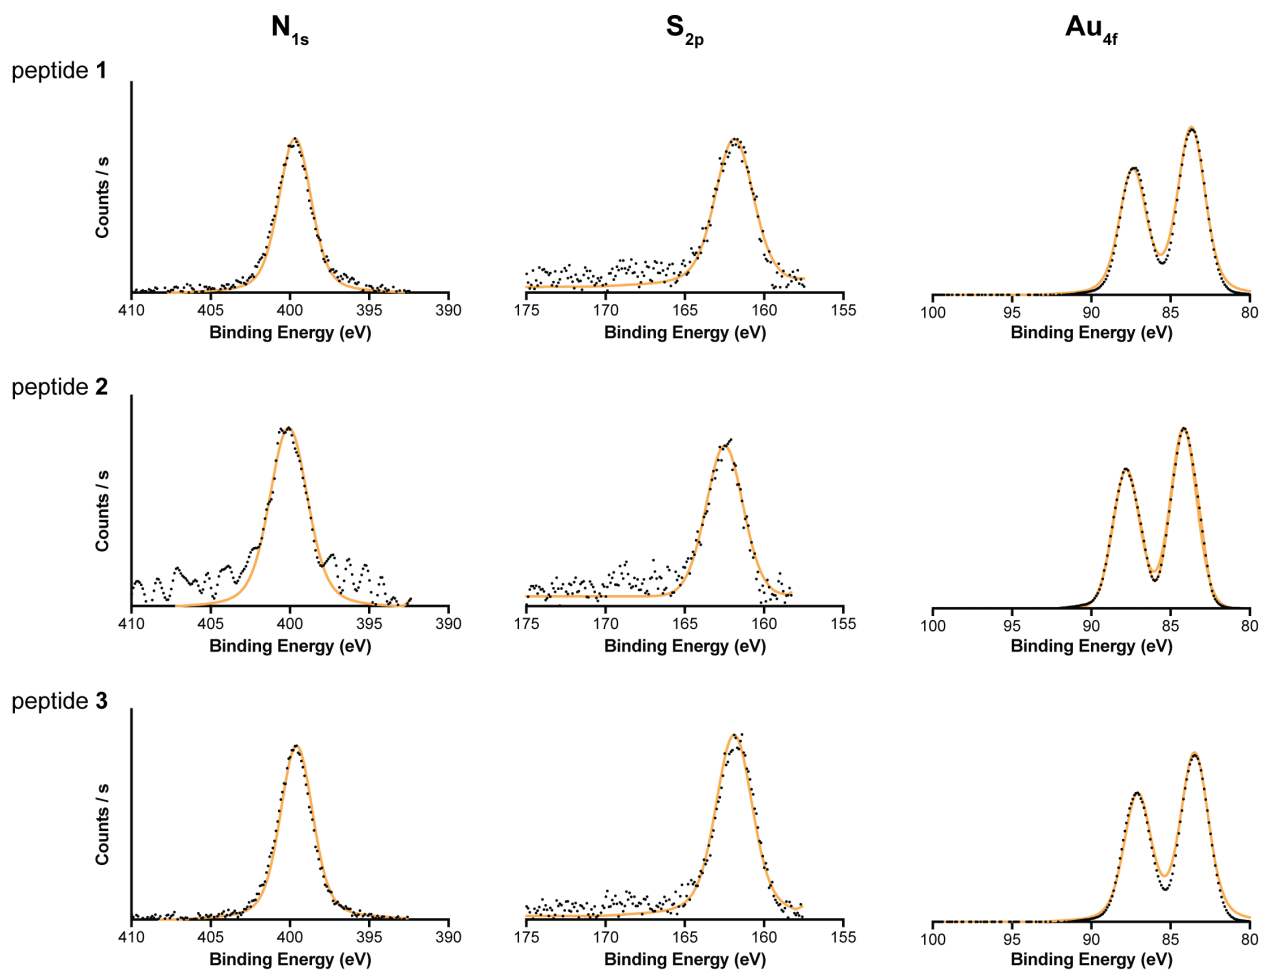 N1s S2p Au4f
peptide 1
Counts / s
410 405 400 395 390
Binding Energy (eV)
175 170 165 160 155
Binding Energy (eV)
100 95 90 85 80
Binding Energy (eV)
peptide 2
Counts / s
410 405 400 395 390
Binding Energy (eV)
175 170 165 160 155
Binding Energy (eV)
100 95 90 85 80
Binding Energy (eV)
peptide 3
Counts / s
410 405 400 395 390
Binding Energy (eV)
175 170 165 160 155
Binding Energy (eV)
100 95 90 85 80
Binding Energy (eV)